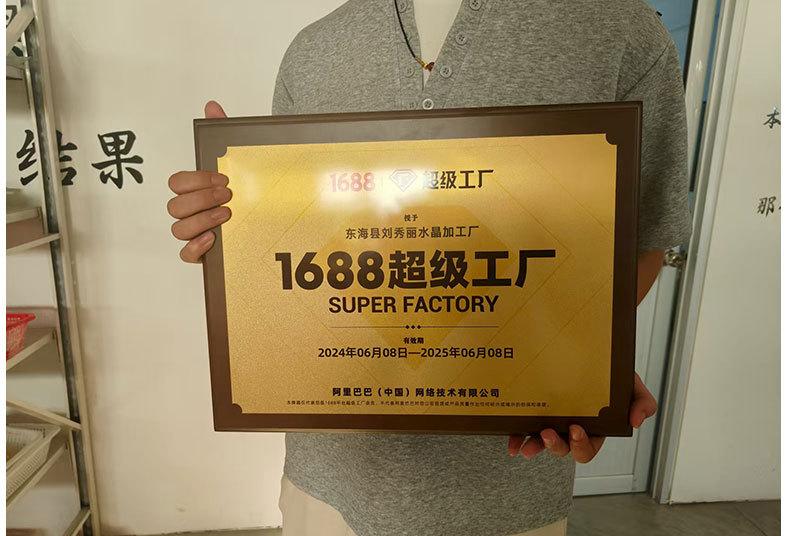 结果
本
那
1688 超级工厂
授予
东海县刘秀丽水晶加工厂
1688超级工厂
SUPER FACTORY
有效期
2024年06月08日—2025年06月08日
阿里巴巴（中国）网络技术有限公司